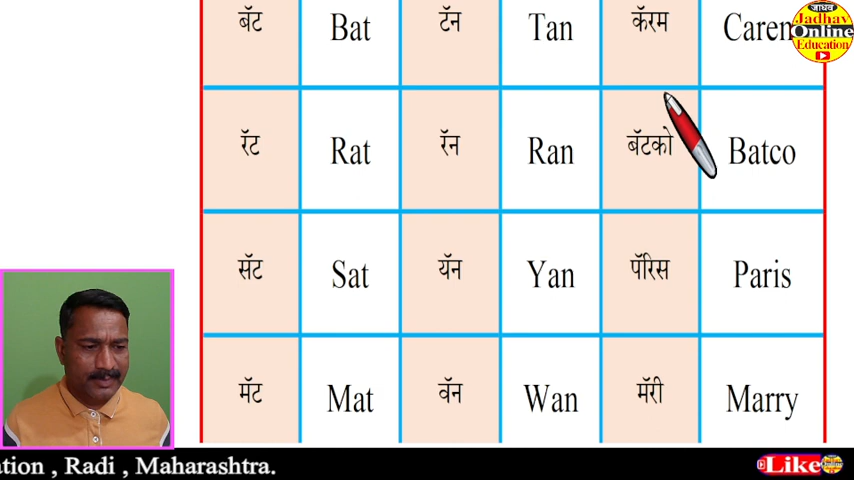 बॅट Bat टॅन Tan कॅरम Caren
जाधव
Jadhav
Online
Education
रॅट Rat रॅन Ran बॅटको Batco
सॅट Sat यॅन Yan पॅरिस Paris
मॅट Mat वॅन Wan मॅरी Marry
ation , Radi , Maharashtra.
Like